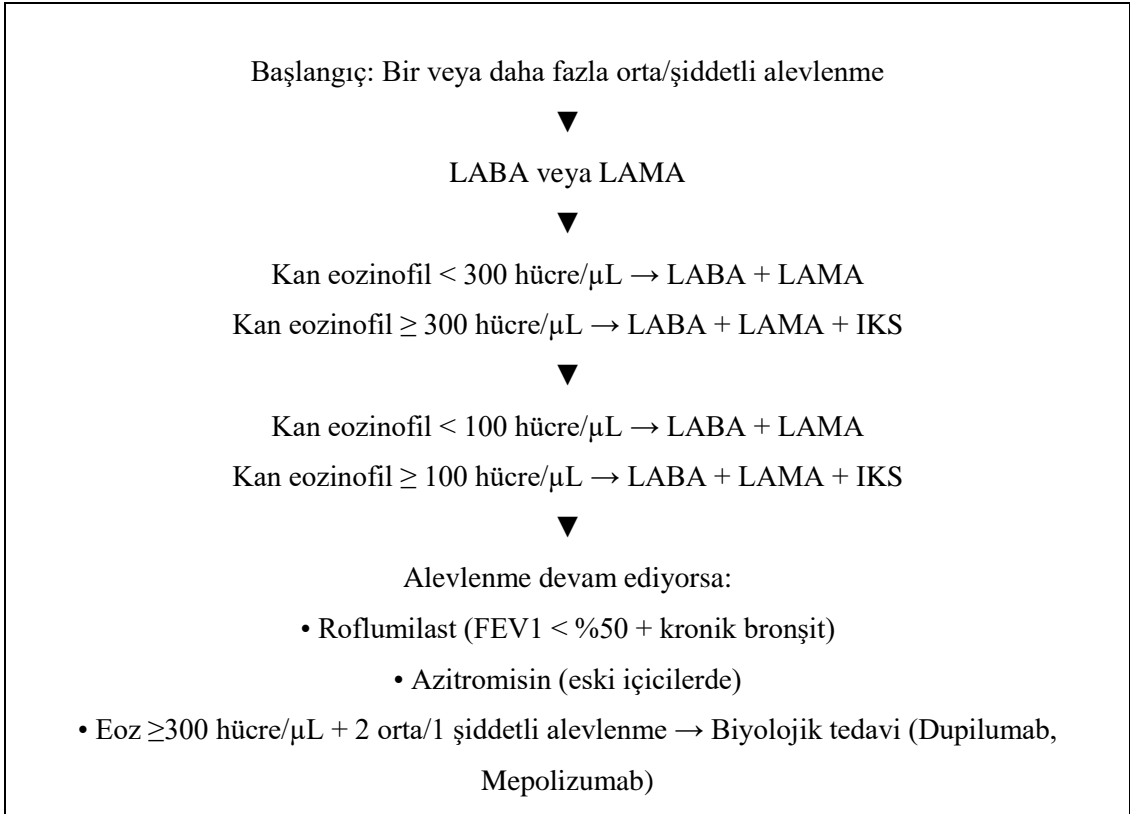 Başlangıç: Bir veya daha fazla orta/şiddetli alevlenme
▼
LABA veya LAMA
▼
Kan eozinofil < 300 hücre/µL → LABA + LAMA
Kan eozinofil ≥ 300 hücre/µL → LABA + LAMA + IKS
▼
Kan eozinofil < 100 hücre/µL → LABA + LAMA
Kan eozinofil ≥ 100 hücre/µL → LABA + LAMA + IKS
▼
Alevlenme devam ediyorsa:
• Roflumilast (FEV1 < %50 + kronik bronşit)
• Azitromisin (eski içicilerde)
• Eoz ≥300 hücre/µL + 2 orta/1 şiddetli alevlenme → Biyolojik tedavi (Dupilumab,
Mepolizumab)